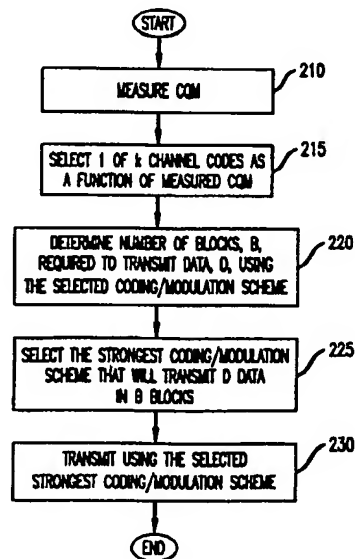 START
MEASURE CQM
210
SELECT 1 OF k CHANNEL CODES AS
A FUNCTION OF MEASURED CQM
215
DETERMINE NUMBER OF BLOCKS, B,
REQUIRED TO TRANSMIT DATA, D, USING
THE SELECTED CODING/MODULATION SCHEME
220
SELECT THE STRONGEST CODING/MODULATION
SCHEME THAT WILL TRANSMIT D DATA
IN B BLOCKS
225
TRANSMIT USING THE SELECTED
STRONGEST CODING/MODULATION SCHEME
230
END